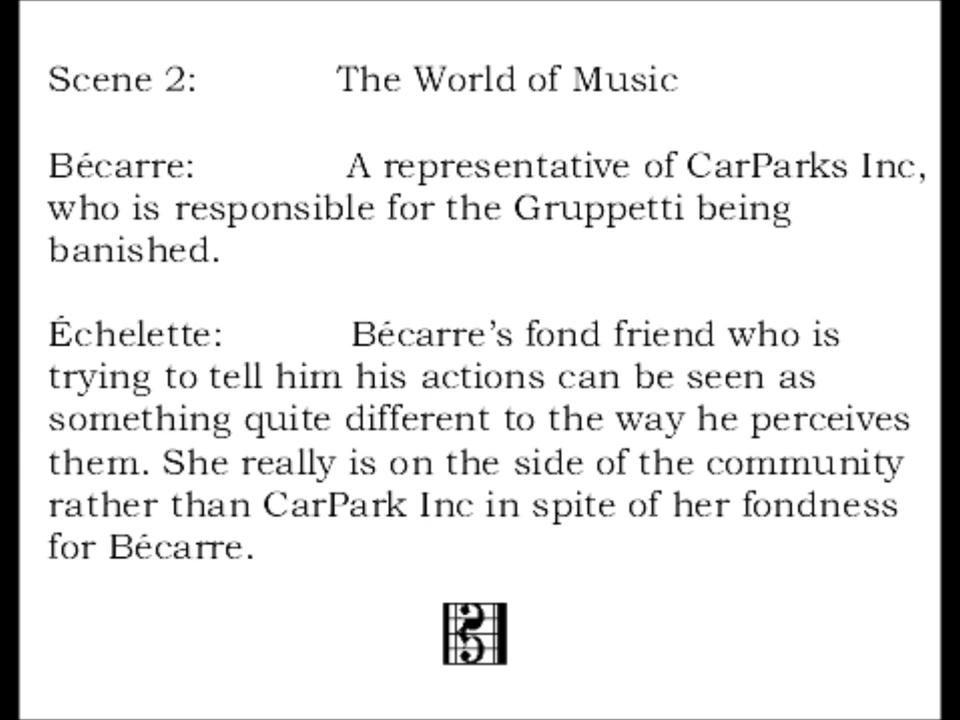 Scene 2: The World of Music
Bécarre: A representative of CarParks Inc,
who is responsible for the Gruppetti being
banished.
Échelette: Bécarre’s fond friend who is
trying to tell him his actions can be seen as
something quite different to the way he perceives
them. She really is on the side of the community
rather than CarPark Inc in spite of her fondness
for Bécarre.